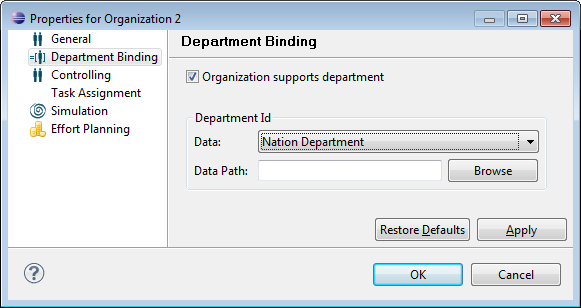 Properties for Organization 2
General
Department Binding
Controlling
Task Assignment
Simulation
Effort Planning
Department Binding
Organization supports department
Department Id
Data: Nation Department
Data Path: Browse
Restore Defaults Apply
? OK Cancel